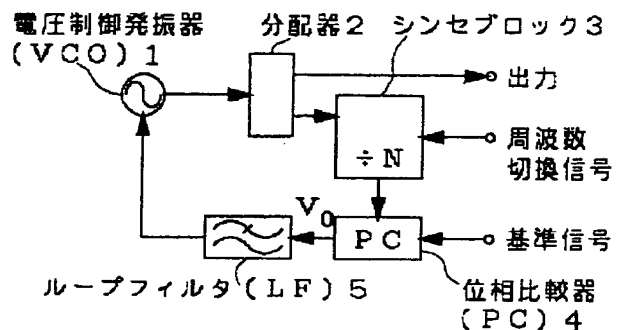 電圧制御発振器
(VCO)1
分配器2
シンセブロック3
出力
÷N
周波数
切換信号
V0
PC
基準信号
ループフィルタ(LF)5
位相比較器
(PC)4